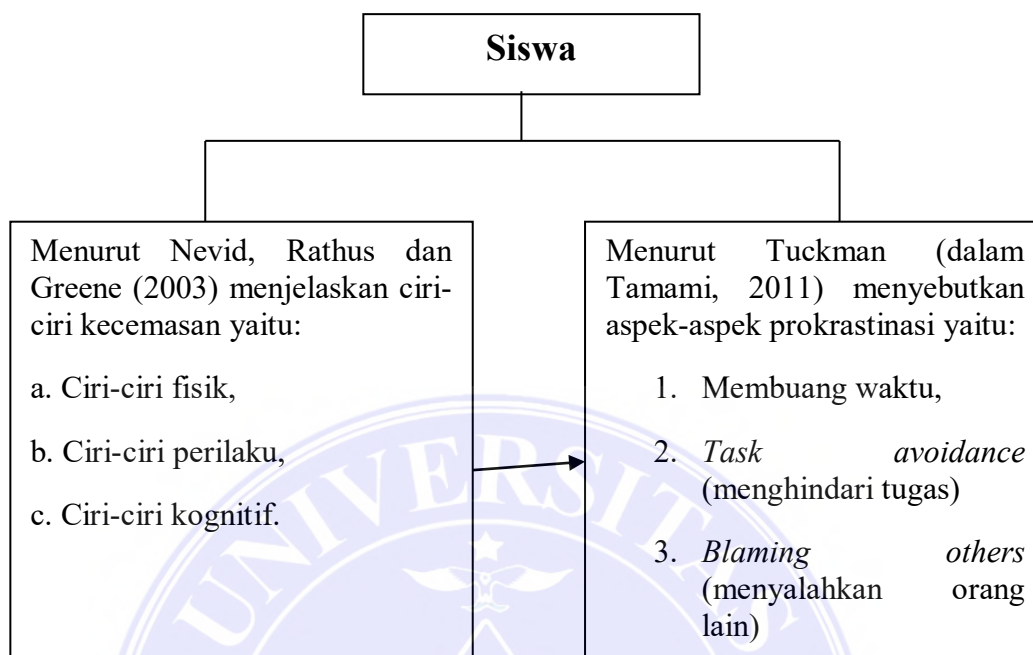 Siswa
Menurut Nevid, Rathus dan
Greene (2003) menjelaskan ciri-
ciri kecemasan yaitu:
a. Ciri-ciri fisik,
b. Ciri-ciri perilaku,
c. Ciri-ciri kognitif.
Menurut Tuckman (dalam
Tamami, 2011) menyebutkan
aspek-aspek prokrastinasi yaitu:
1. Membuang waktu,
2. Task avoidance
(menghindari tugas)
3. Blaming others
(menyalahkan orang
lain)
UNIVERSITAS